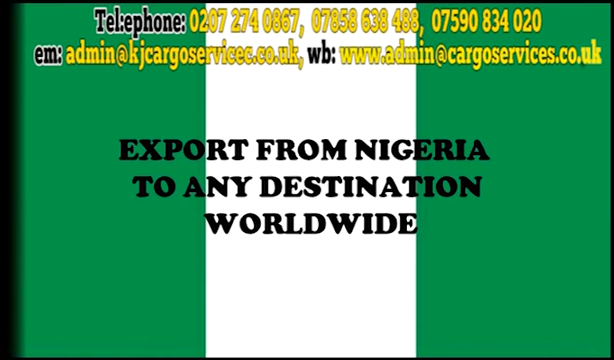 Tel:ephone: 0207 274 0867, 07858 638 488, 07590 834 020
em: admin@kjcargoservicec.co.uk, wb: www.admin@cargoservices.co.uk
EXPORT FROM NIGERIA
TO ANY DESTINATION
WORLDWIDE